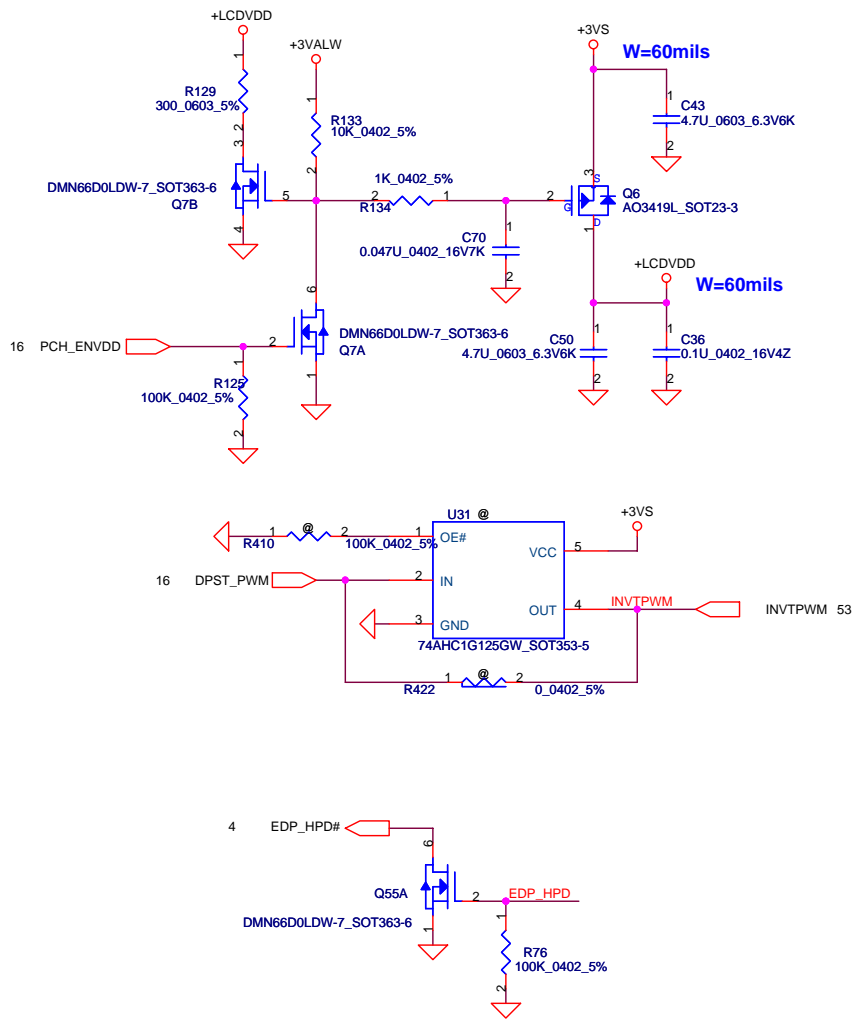 +LCDVDD
+3VALW
+3VS
W=60mils
1
R129
300_0603_5%
2
3
1
R133
10K_0402_5%
2
1
C43
4.7U_0603_6.3V6K
2
DMN66D0LDW-7_SOT363-6
Q7B
5
4
1K_0402_5%
2
1
R134
2
G
3
S
D
1
Q6
AO3419L_SOT23-3
1
C70
0.047U_0402_16V7K
2
+LCDVDD
W=60mils
6
16 PCH_ENVDD
2
DMN66D0LDW-7_SOT363-6
Q7A
1
1
C50
4.7U_0603_6.3V6K
2
1
C36
0.1U_0402_16V4Z
2
1
R125
100K_0402_5%
2
U31 @
+3VS
1 @ 2
R410
100K_0402_5%
1
OE#
VCC
5
16 DPST_PWM
2
IN
OUT
4
INVTPWM
INVTPWM 53
3
GND
74AHC1G125GW_SOT353-5
1 @ 2
R422
0_0402_5%
4 EDP_HPD#
6
Q55A
2
EDP_HPD
DMN66D0LDW-7_SOT363-6
1
1
R76
100K_0402_5%
2